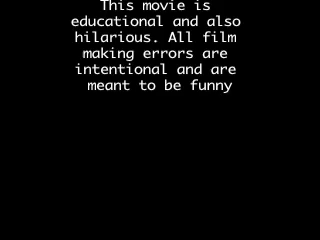 This movie is
educational and also
hilarious. All film
making errors are
intentional and are
meant to be funny